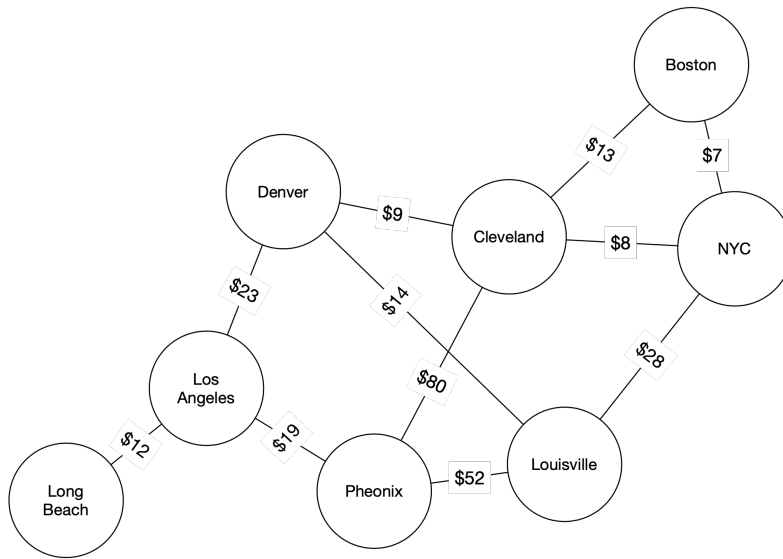 Boston
$13
$7
Denver
$9
Cleveland
$8
NYC
$23
$14
$28
$80
Los
Angeles
$12
$19
$52
Louisville
Long
Beach
Pheonix